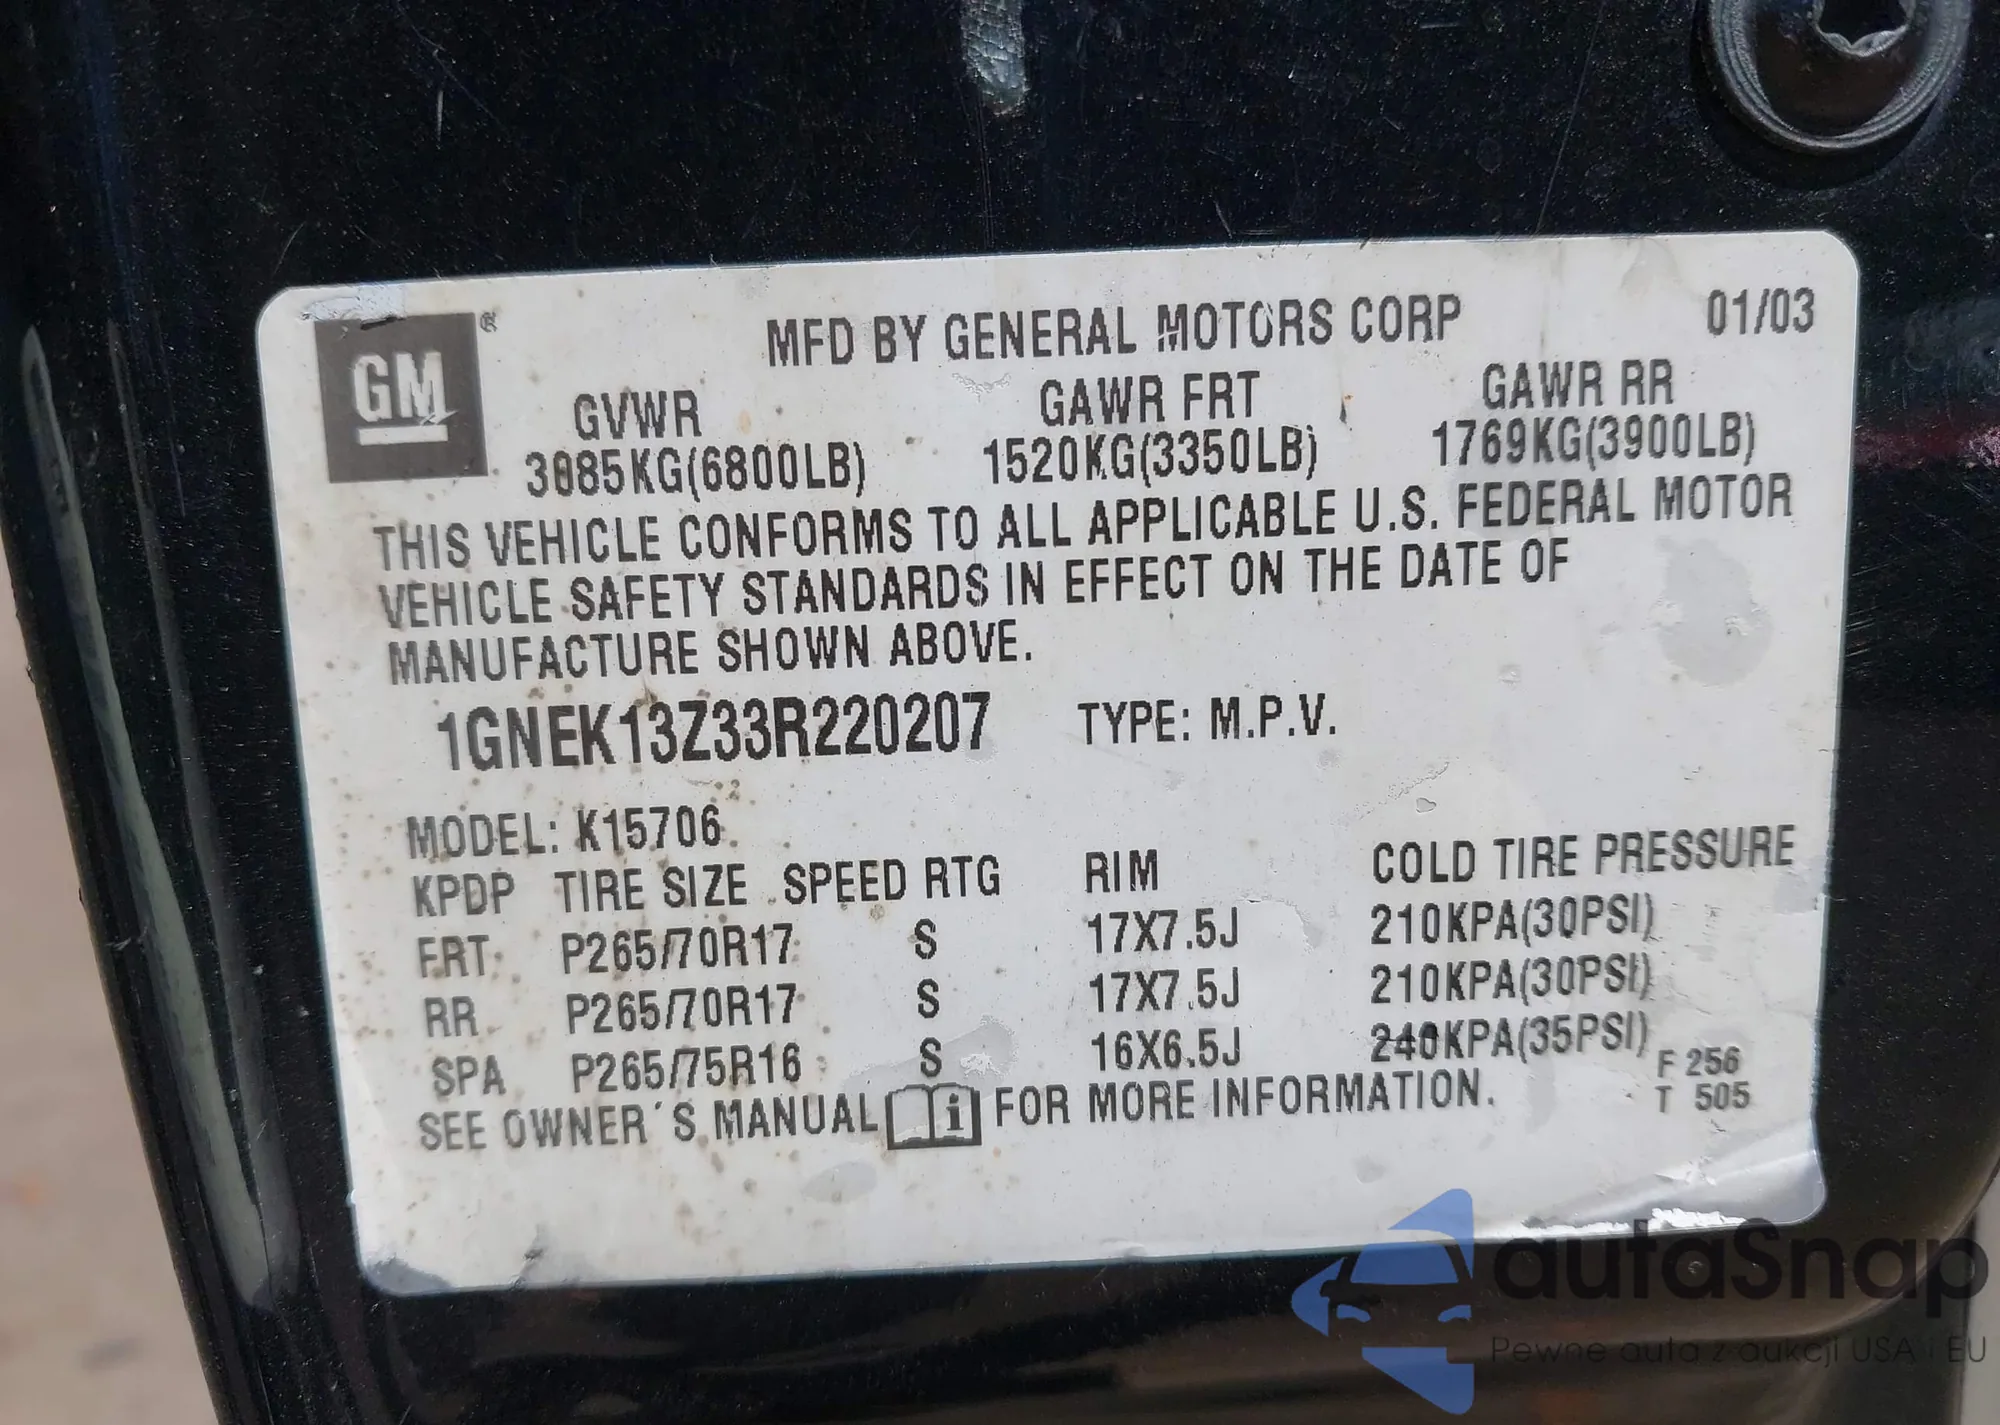 GM ®
MFD BY GENERAL MOTORS CORP 01/03
GVWR GAWR FRT GAWR RR
3085KG(6800LB) 1520KG(3350LB) 1769KG(3900LB)
THIS VEHICLE CONFORMS TO ALL APPLICABLE U.S. FEDERAL MOTOR
VEHICLE SAFETY STANDARDS IN EFFECT ON THE DATE OF
MANUFACTURE SHOWN ABOVE.
1GNEK13Z33R220207 TYPE: M.P.V.
MODEL: K15706
KPDP TIRE SIZE SPEED RTG RIM COLD TIRE PRESSURE
FRT P265/70R17 S 17X7.5J 210KPA(30PSI)
RR P265/70R17 S 17X7.5J 210KPA(30PSI)
SPA P265/75R16 S 16X6.5J 240KPA(35PSI)
F 256
SEE OWNER´S MANUAL i FOR MORE INFORMATION. T 505
autaSnap
Pewne auta z aukcji USA i EU